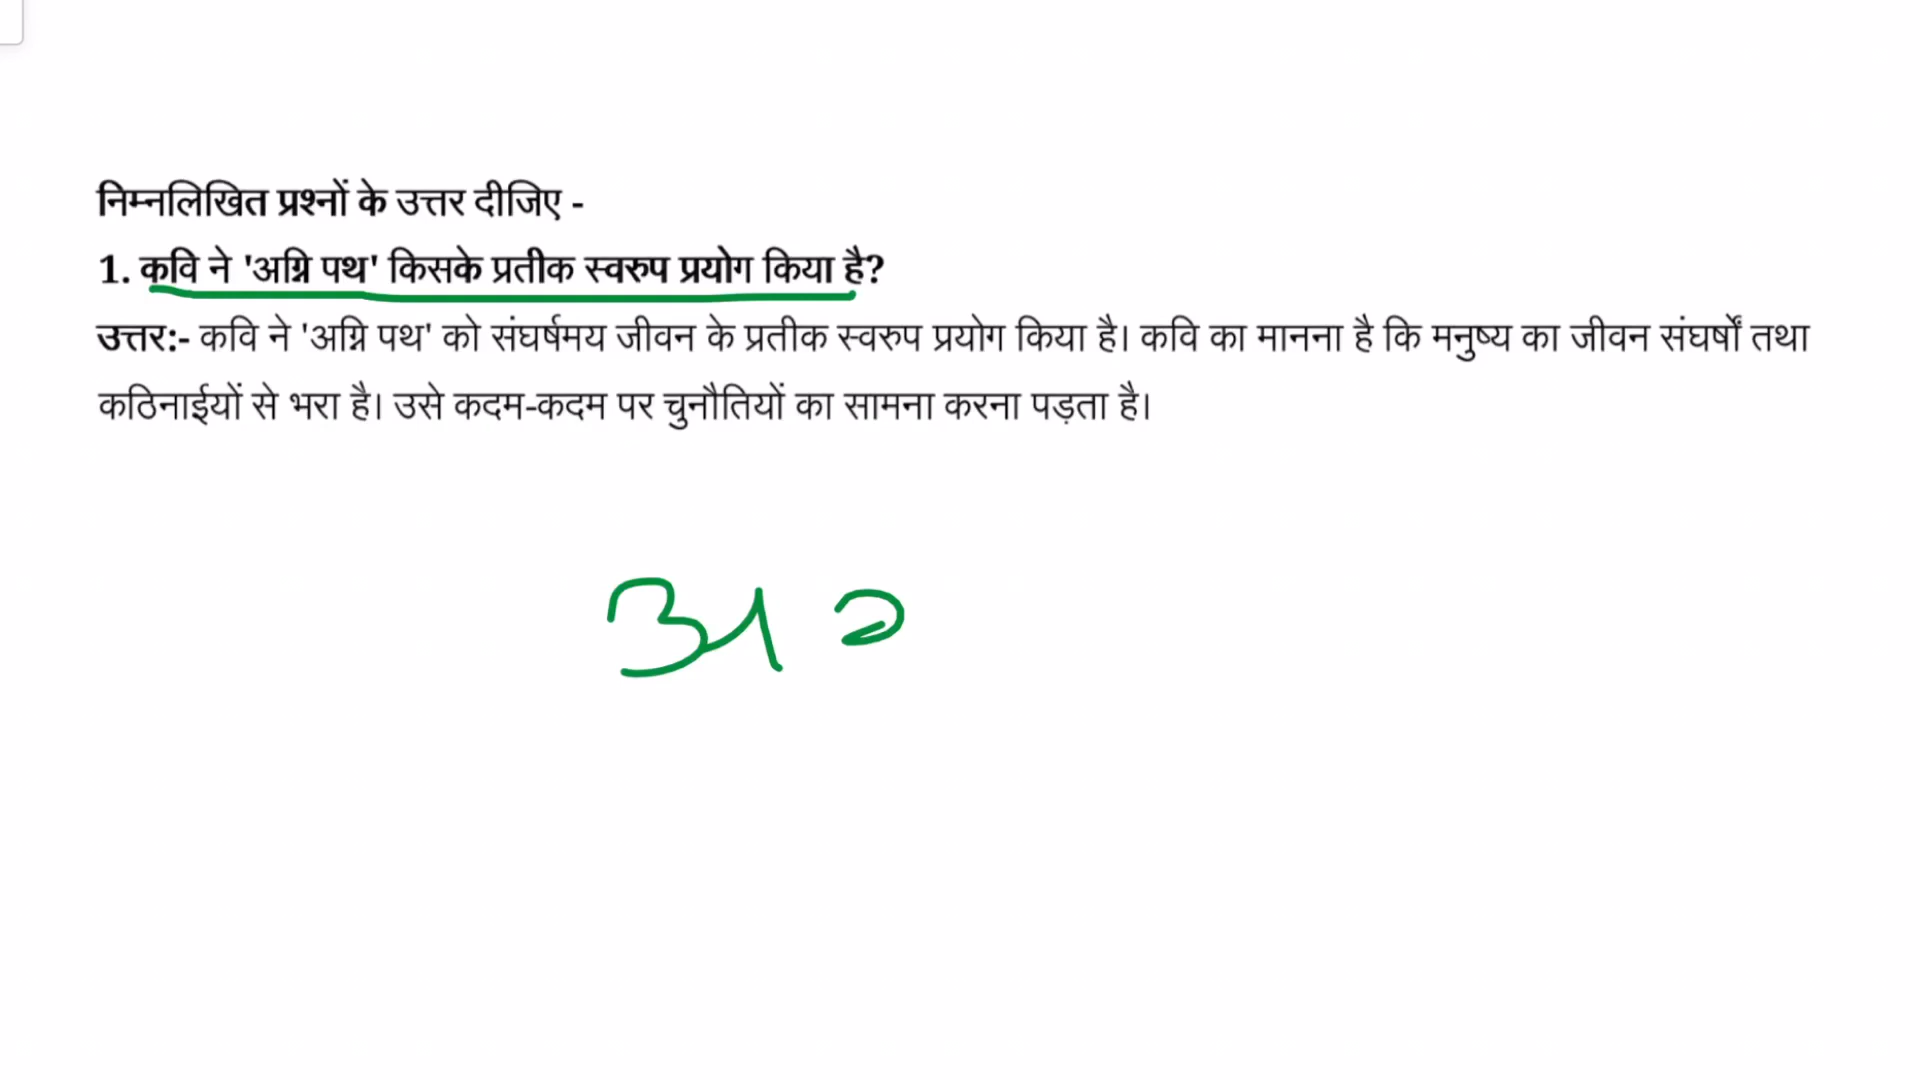 निम्नलिखित प्रश्नों के उत्तर दीजिए -
1. कवि ने 'अग्नि पथ' किसके प्रतीक स्वरुप प्रयोग किया है?
उत्तर:- कवि ने 'अग्नि पथ' को संघर्षमय जीवन के प्रतीक स्वरुप प्रयोग किया है। कवि का मानना है कि मनुष्य का जीवन संघर्षों तथा
कठिनाईयों से भरा है। उसे कदम-कदम पर चुनौतियों का सामना करना पड़ता है।